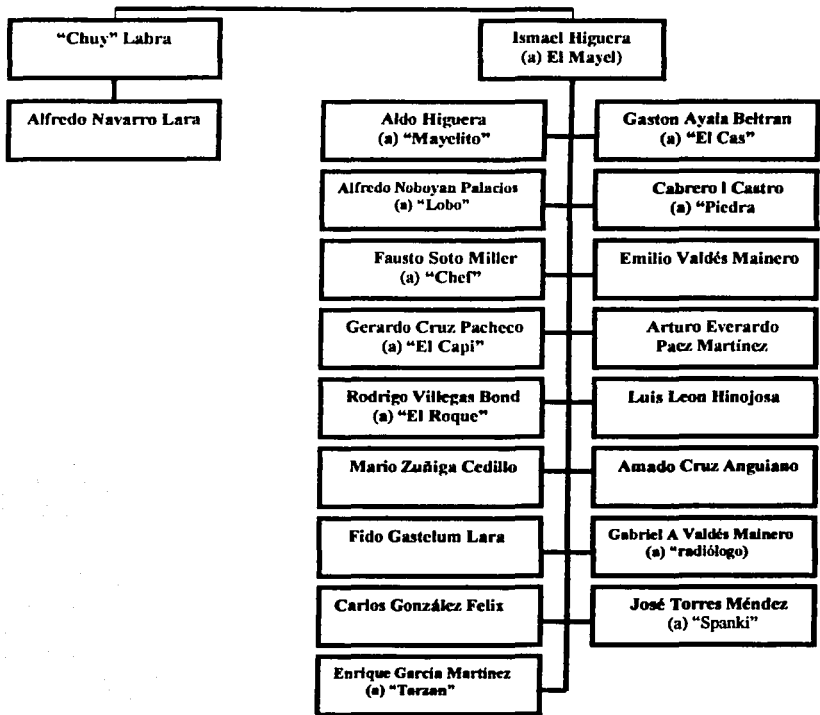 “Chuy” Labra
Ismael Higuera
(a) El Mayel)
Alfredo Navarro Lara
Aldo Higuera
(a) “Mayelito”
Gaston Ayala Beltran
(a) “El Cas”
Alfredo Noboyan Palacios
(a) “Lobo”
Cabrero I Castro
(a) “Piedra
Fausto Soto Miller
(a) “Chef”
Emilio Valdés Mainero
Gerardo Cruz Pacheco
(a) “El Capi”
Arturo Everardo
Paez Martínez
Rodrigo Villegas Bond
(a) “El Roque”
Luis Leon Hinojosa
Mario Zuñiga Cedillo
Amado Cruz Anguiano
Fido Gastelum Lara
Gabriel A Valdés Mainero
(a) “radiólogo)
Carlos González Felix
José Torres Méndez
(a) “Spanki”
Enrique García Martínez
(a) “Tarzan”